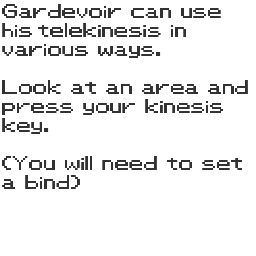 Gardevoir can use
his telekinesis in
various ways.

Look at an area and
press your kinesis
key.

(You will need to set
a bind)